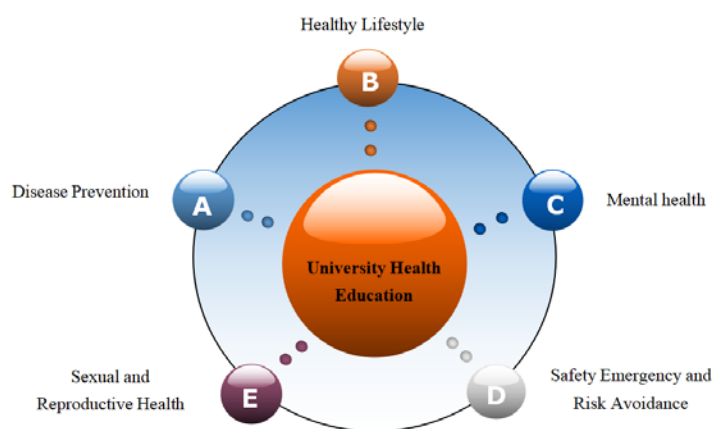 Healthy Lifestyle
B
Disease Prevention
A
C
Mental health
University Health
Education
Sexual and
Reproductive Health
E
D
Safety Emergency and
Risk Avoidance